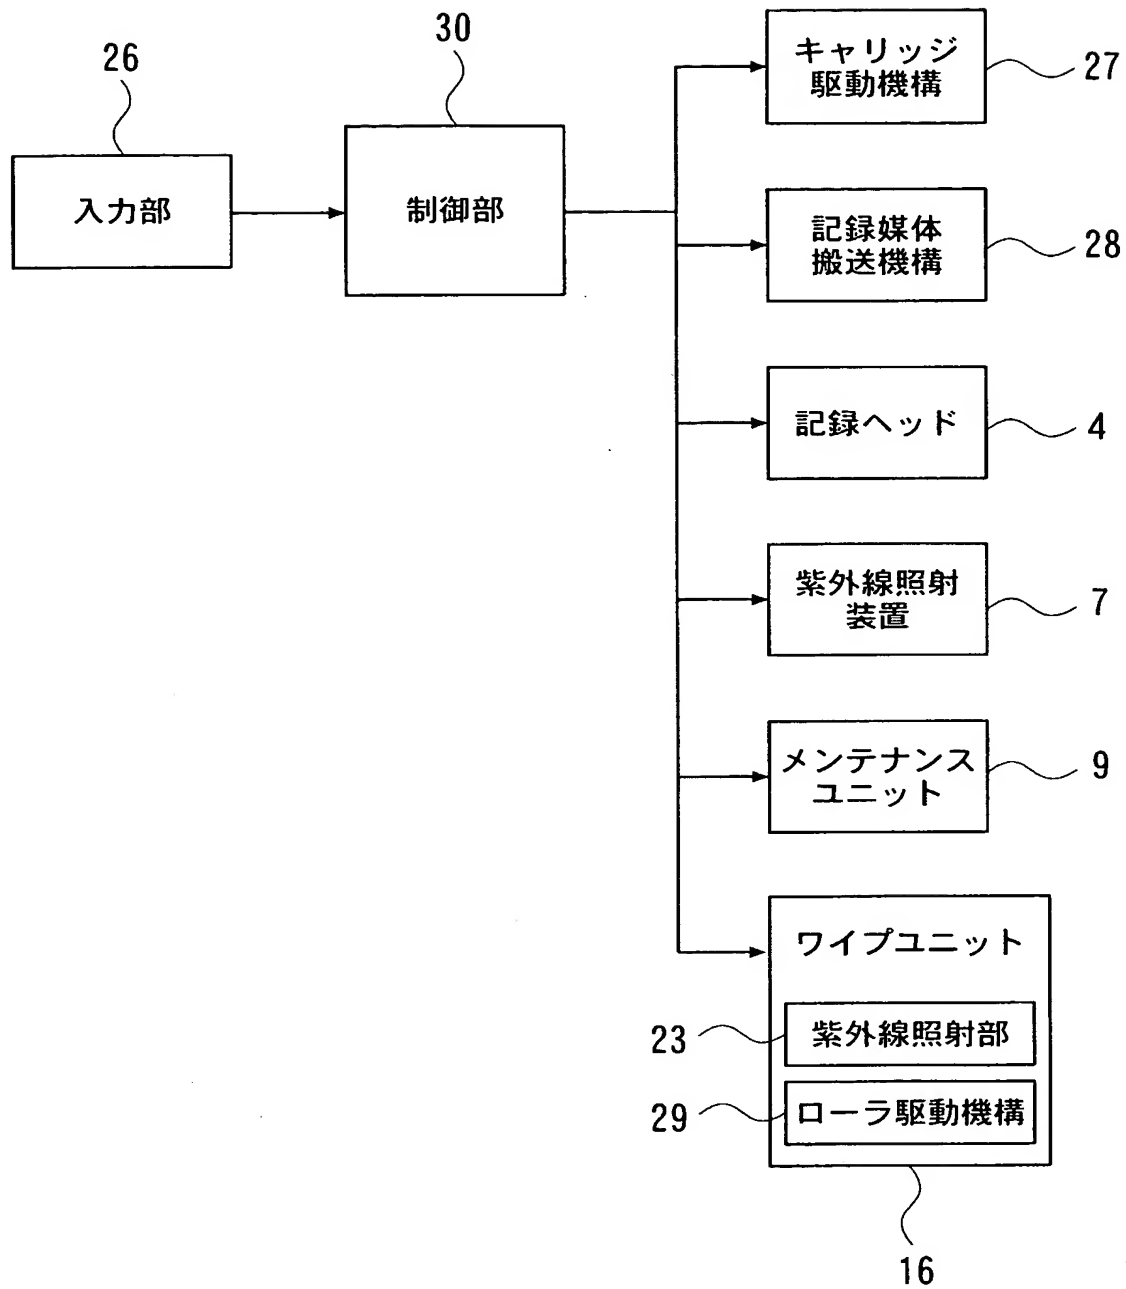 30
26
入力部
制御部
キャリッジ
駆動機構
27
記録媒体
搬送機構
28
記録ヘッド
4
紫外線照射
装置
7
メンテナンス
ユニット
9
ワイプユニット
23
紫外線照射部
29
ローラ駆動機構
16